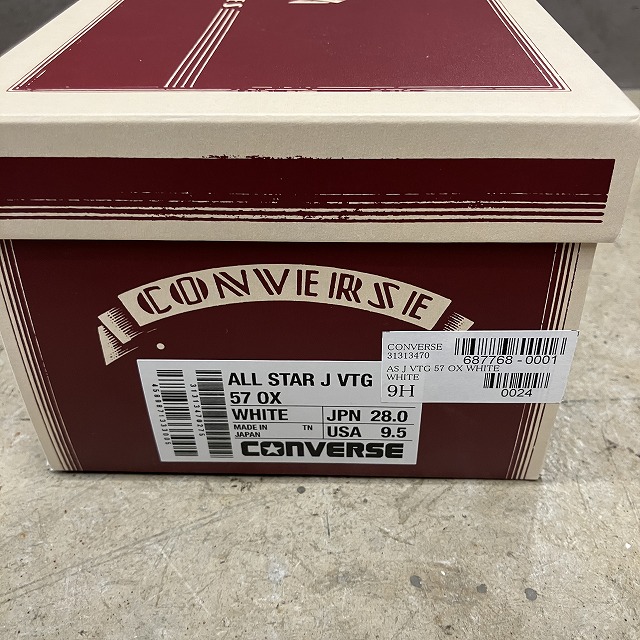 CONVERSE
ALL STAR J VTG
57 OX
WHITE JPN 28.0
MADE IN JAPAN TN USA 9.5
CONVERSE
CONVERSE
31313470
687768-0001
AS J VTG 57 OX WHITE
WHITE
9H
0024